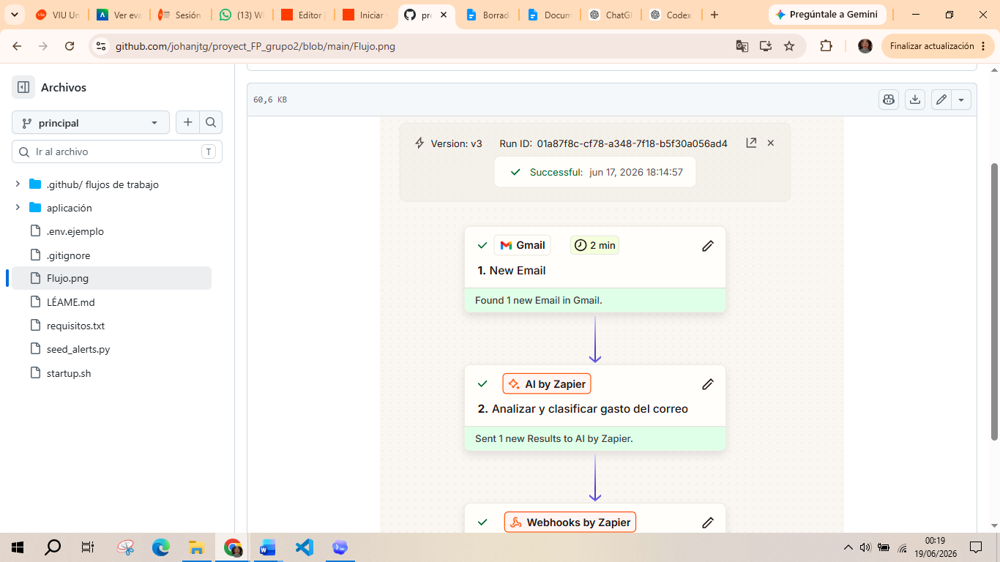 VIU Un
Ver eva
Sesión
(13) W
Editor
Iniciar s
pro
Borrad
Docum
ChatG
Codex
Pregúntale a Gemini
github.com/johanjtg/proyect_FP_grupo2/blob/main/Flujo.png
Finalizar actualización
Archivos
principal
Ir al archivo
T
.github/ flujos de trabajo
aplicación
.env.ejemplo
.gitignore
Flujo.png
LÉAME.md
requisitos.txt
seed_alerts.py
startup.sh
60,6 KB
Version: v3 Run ID: 01a87f8c-cf78-a348-7f18-b5f30a056ad4
Successful: jun 17, 2026 18:14:57
Gmail 2 min
1. New Email
Found 1 new Email in Gmail.
AI by Zapier
2. Analizar y clasificar gasto del correo
Sent 1 new Results to AI by Zapier.
Webhooks by Zapier
00:19
19/06/2026